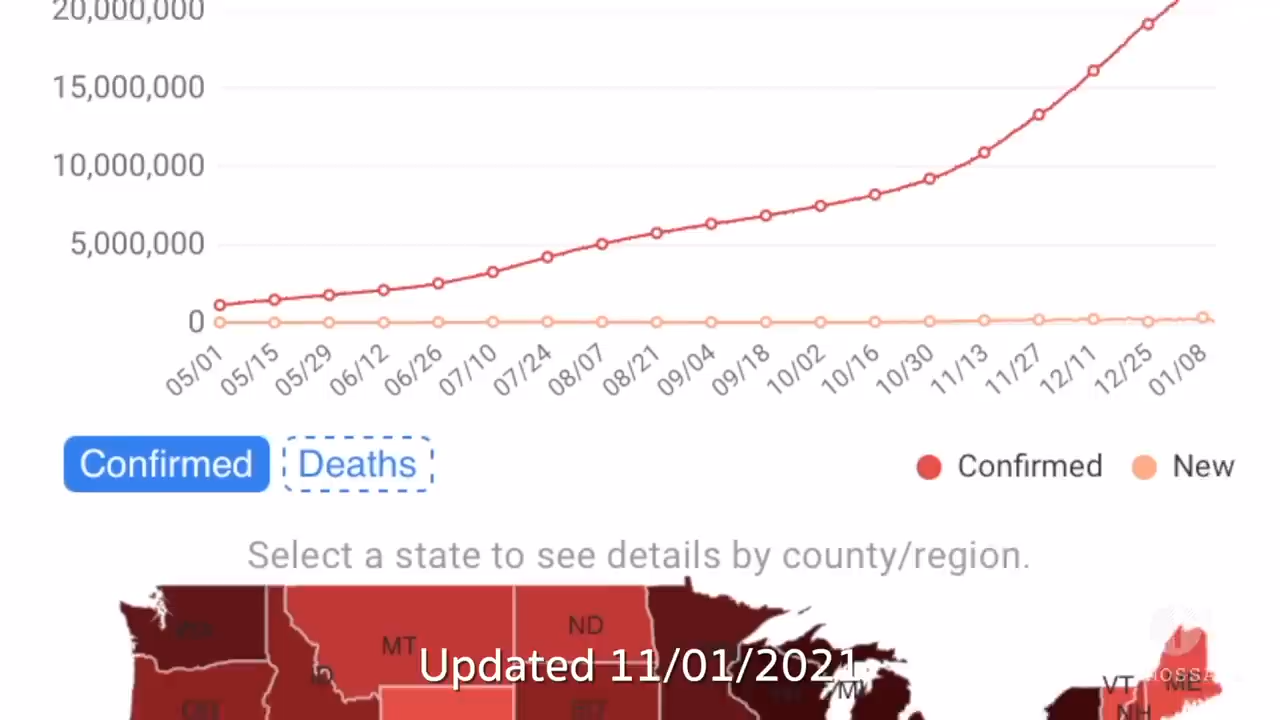 20,000,000
15,000,000
10,000,000
5,000,000
0
05/01 05/15 05/29 06/12 06/26 07/10 07/24 08/07 08/21 09/04 09/18 10/02 10/16 10/30 11/13 11/27 12/11 12/25 01/08
Confirmed Deaths Confirmed New
Select a state to see details by county/region.
ND
MT
Updated 11/01/2021
ID MI VT ME
NH